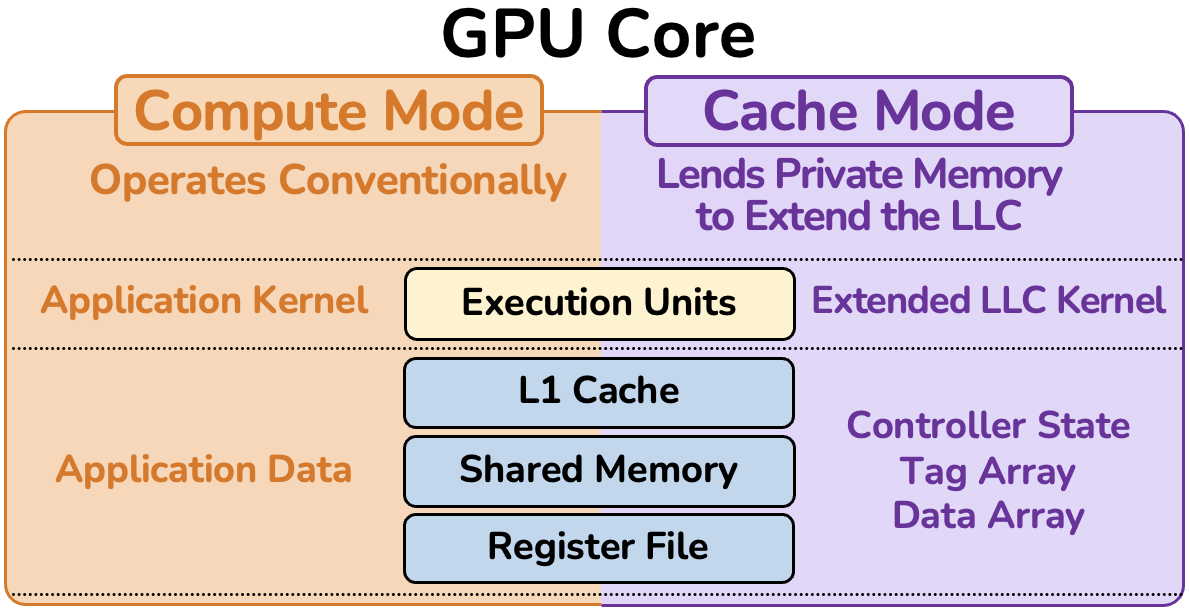 GPU Core
Compute Mode
Cache Mode
Operates Conventionally
Lends Private Memory
to Extend the LLC
Application Kernel
Execution Units
Extended LLC Kernel
L1 Cache
Application Data
Shared Memory
Register File
Controller State
Tag Array
Data Array